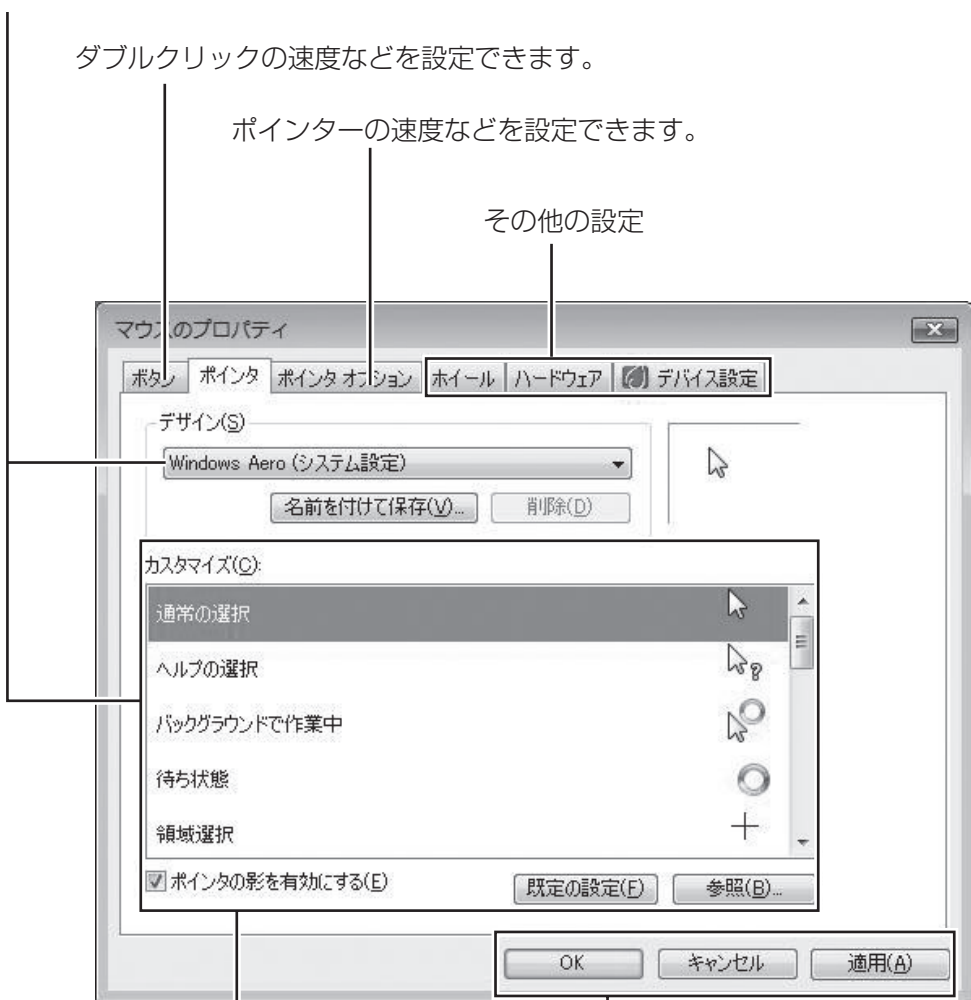 ダブルクリックの速度などを設定できます。
ポインターの速度などを設定できます。
その他の設定
マウスのプロパティ
ボタン ポインタ ポインタ オプション ホイール ハードウェア デバイス設定
デザイン(S)
Windows Aero (システム設定)
名前を付けて保存(V)... 削除(D)
カスタマイズ(C):
通常の選択
ヘルプの選択
バックグラウンドで作業中
待ち状態
領域選択
ポインタの影を有効にする(E)
既定の設定(F) 参照(B)...
OK キャンセル 適用(A)